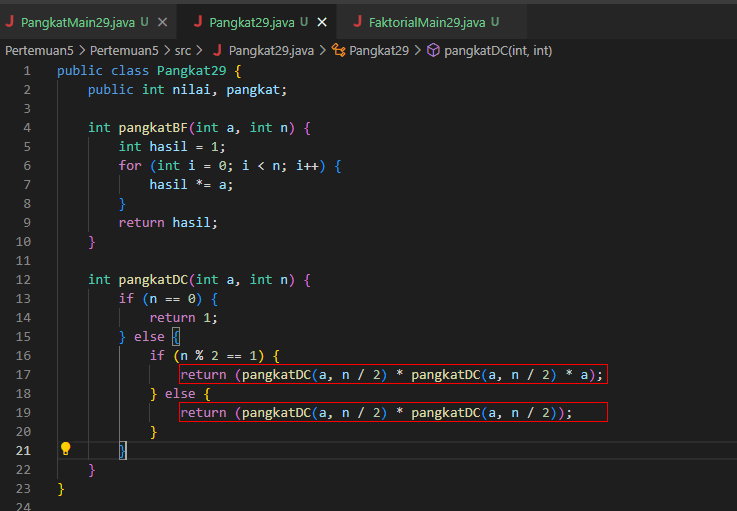 PangkatMain29.java U Pangkat29.java U FaktorialMain29.java U
Pertemuan5 > Pertemuan5 > src > Pangkat29.java > Pangkat29 > pangkatDC(int, int)
1 public class Pangkat29 {
2     public int nilai, pangkat;
3
4     int pangkatBF(int a, int n) {
5         int hasil = 1;
6         for (int i = 0; i < n; i++) {
7             hasil *= a;
8         }
9         return hasil;
10     }
11
12     int pangkatDC(int a, int n) {
13         if (n == 0) {
14             return 1;
15         } else {
16             if (n % 2 == 1) {
17                 return (pangkatDC(a, n / 2) * pangkatDC(a, n / 2) * a);
18             } else {
19                 return (pangkatDC(a, n / 2) * pangkatDC(a, n / 2));
20             }
21         }
22     }
23 }
24